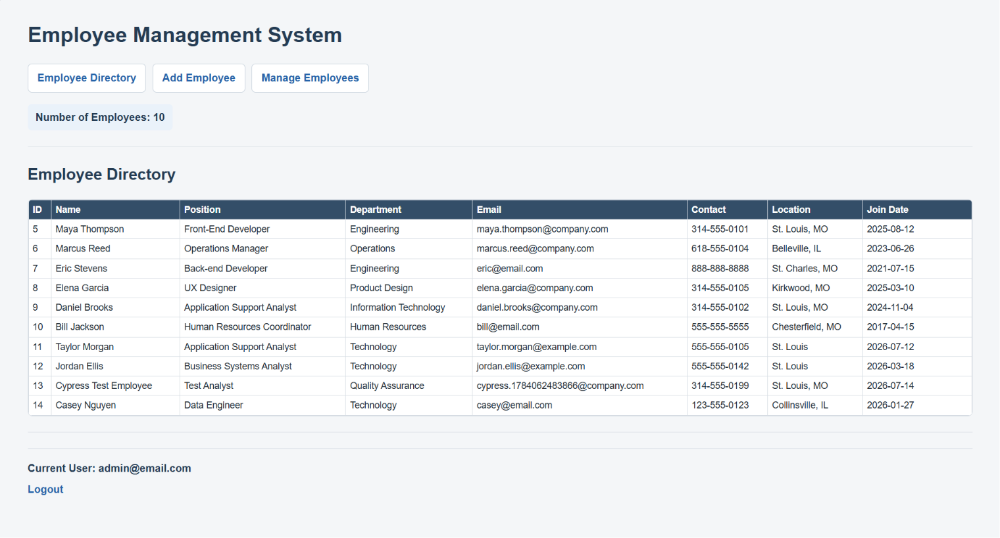 Employee Management System
Employee Directory Add Employee Manage Employees
Number of Employees: 10
Employee Directory
ID Name Position Department Email Contact Location Join Date
5 Maya Thompson Front-End Developer Engineering maya.thompson@company.com 314-555-0101 St. Louis, MO 2025-08-12
6 Marcus Reed Operations Manager Operations marcus.reed@company.com 618-555-0104 Belleville, IL 2023-06-26
7 Eric Stevens Back-end Developer Engineering eric@email.com 888-888-8888 St. Charles, MO 2021-07-15
8 Elena Garcia UX Designer Product Design elena.garcia@company.com 314-555-0105 Kirkwood, MO 2025-03-10
9 Daniel Brooks Application Support Analyst Information Technology daniel.brooks@company.com 314-555-0102 St. Louis, MO 2024-11-04
10 Bill Jackson Human Resources Coordinator Human Resources bill@email.com 555-555-5555 Chesterfield, MO 2017-04-15
11 Taylor Morgan Application Support Analyst Technology taylor.morgan@example.com 555-555-0105 St. Louis 2026-07-12
12 Jordan Ellis Business Systems Analyst Technology jordan.ellis@example.com 555-555-0142 St. Louis 2026-03-18
13 Cypress Test Employee Test Analyst Quality Assurance cypress.1784062483866@company.com 314-555-0199 St. Louis, MO 2026-07-14
14 Casey Nguyen Data Engineer Technology casey@email.com 123-555-0123 Collinsville, IL 2026-01-27
Current User: admin@email.com
Logout